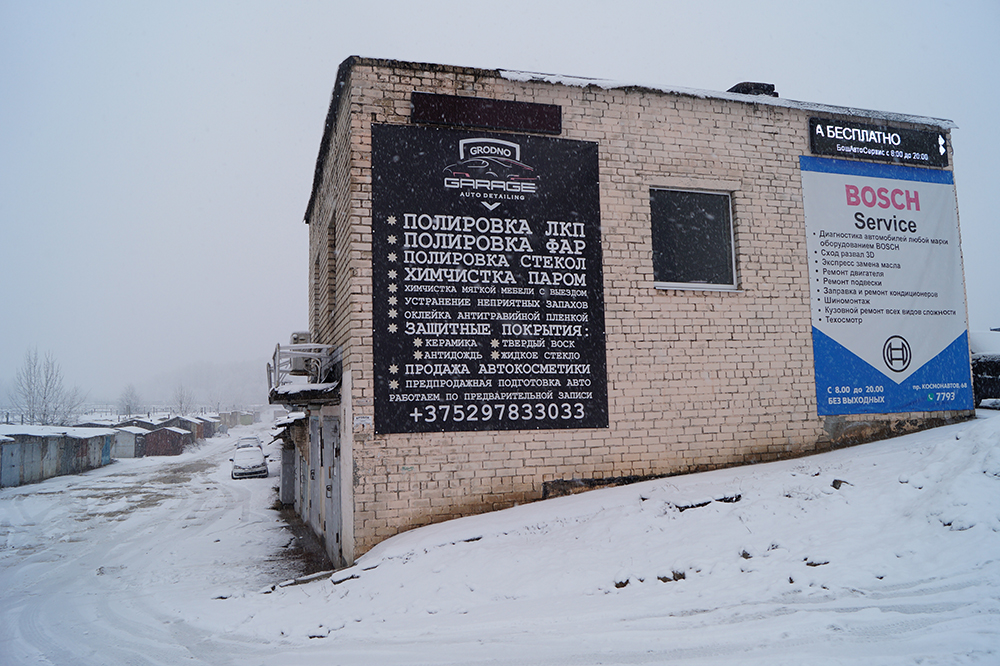 GRODNO
GARAGE
AUTO DETAILING
ПОЛИРОВКА ЛКП
ПОЛИРОВКА ФАР
ПОЛИРОВКА СТЕКОЛ
ХИМЧИСТКА ПАРОМ
ХИМЧИСТКА МЯГКОЙ МЕБЕЛИ С ВЫЕЗДОМ
УСТРАНЕНИЕ НЕПРИЯТНЫХ ЗАПАХОВ
ОКЛЕЙКА АНТИГРАВИЙНОЙ ПЛЕНКОЙ
ЗАЩИТНЫЕ ПОКРЫТИЯ:
КЕРАМИКА ТВЕРДЫЙ ВОСК
АНТИДОЖДЬ ЖИДКОЕ СТЕКЛО
ПРОДАЖА АВТОКОСМЕТИКИ
ПРЕДПРОДАЖНАЯ ПОДГОТОВКА АВТО
РАБОТАЕМ ПО ПРЕДВАРИТЕЛЬНОЙ ЗАПИСИ
+375297833033
А БЕСПЛАТНО
БошАвтоСервис с 8:00 до 20:00
BOSCH
Service
• Диагностика автомобилей любой марки
оборудованием BOSCH
• Сход развал 3D
• Экспресс замена масла
• Ремонт двигателя
• Ремонт подвески
• Заправка и ремонт кондиционеров
• Шиномонтаж
• Кузовной ремонт всех видов сложности
• Техосмотр
С 8.00 до 20.00
БЕЗ ВЫХОДНЫХ
пр. КОСМОНАВТОВ, 68
7793